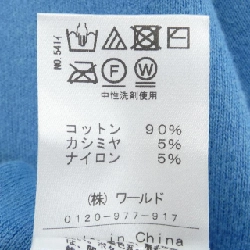 NO.5414
中性洗剤使用
コットン 90%
カシミヤ 5%
ナイロン 5%
(株) ワールド
0120-977-917
Made in China